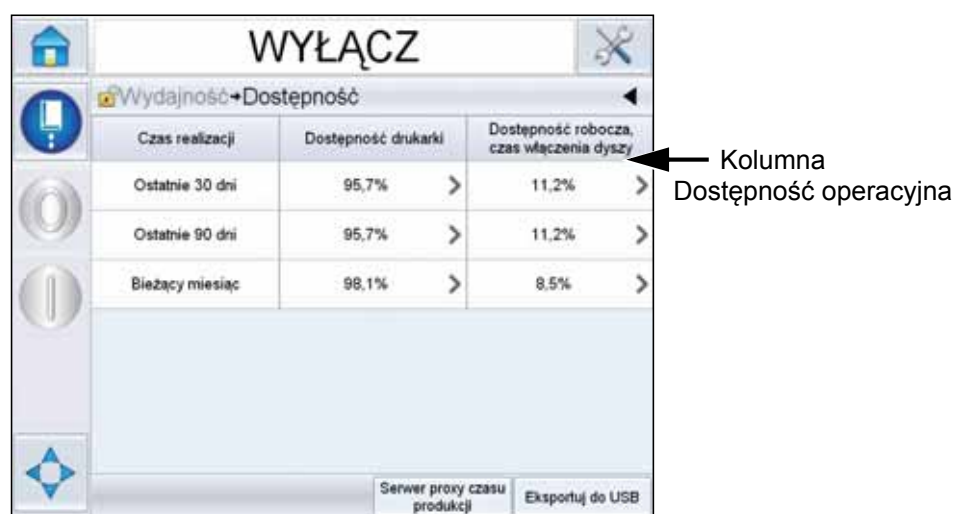 WYŁĄCZ
Wydajność→Dostępność
Czas realizacji
Dostępność drukarki
Dostępność robocza,
czas włączenia dyszy
Ostatnie 30 dni
95,7%
11,2%
Ostatnie 90 dni
95,7%
11,2%
Bieżący miesiąc
98,1%
8,5%
Serwer proxy czasu
produkcji
Eksportuj do USB
Kolumna
Dostępność operacyjna